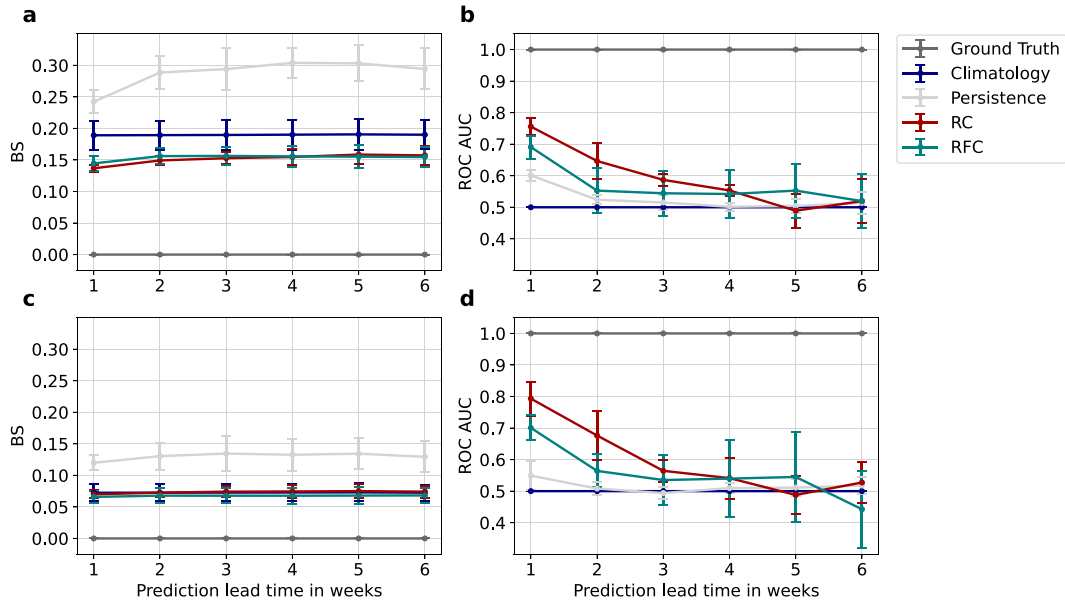 a
BS
0.30
0.25
0.20
0.15
0.10
0.05
0.00
1 2 3 4 5 6
b
ROC AUC
1.0
0.9
0.8
0.7
0.6
0.5
0.4
1 2 3 4 5 6
Ground Truth
Climatology
Persistence
RC
RFC
c
BS
0.30
0.25
0.20
0.15
0.10
0.05
0.00
1 2 3 4 5 6
Prediction lead time in weeks
d
ROC AUC
1.0
0.9
0.8
0.7
0.6
0.5
0.4
1 2 3 4 5 6
Prediction lead time in weeks